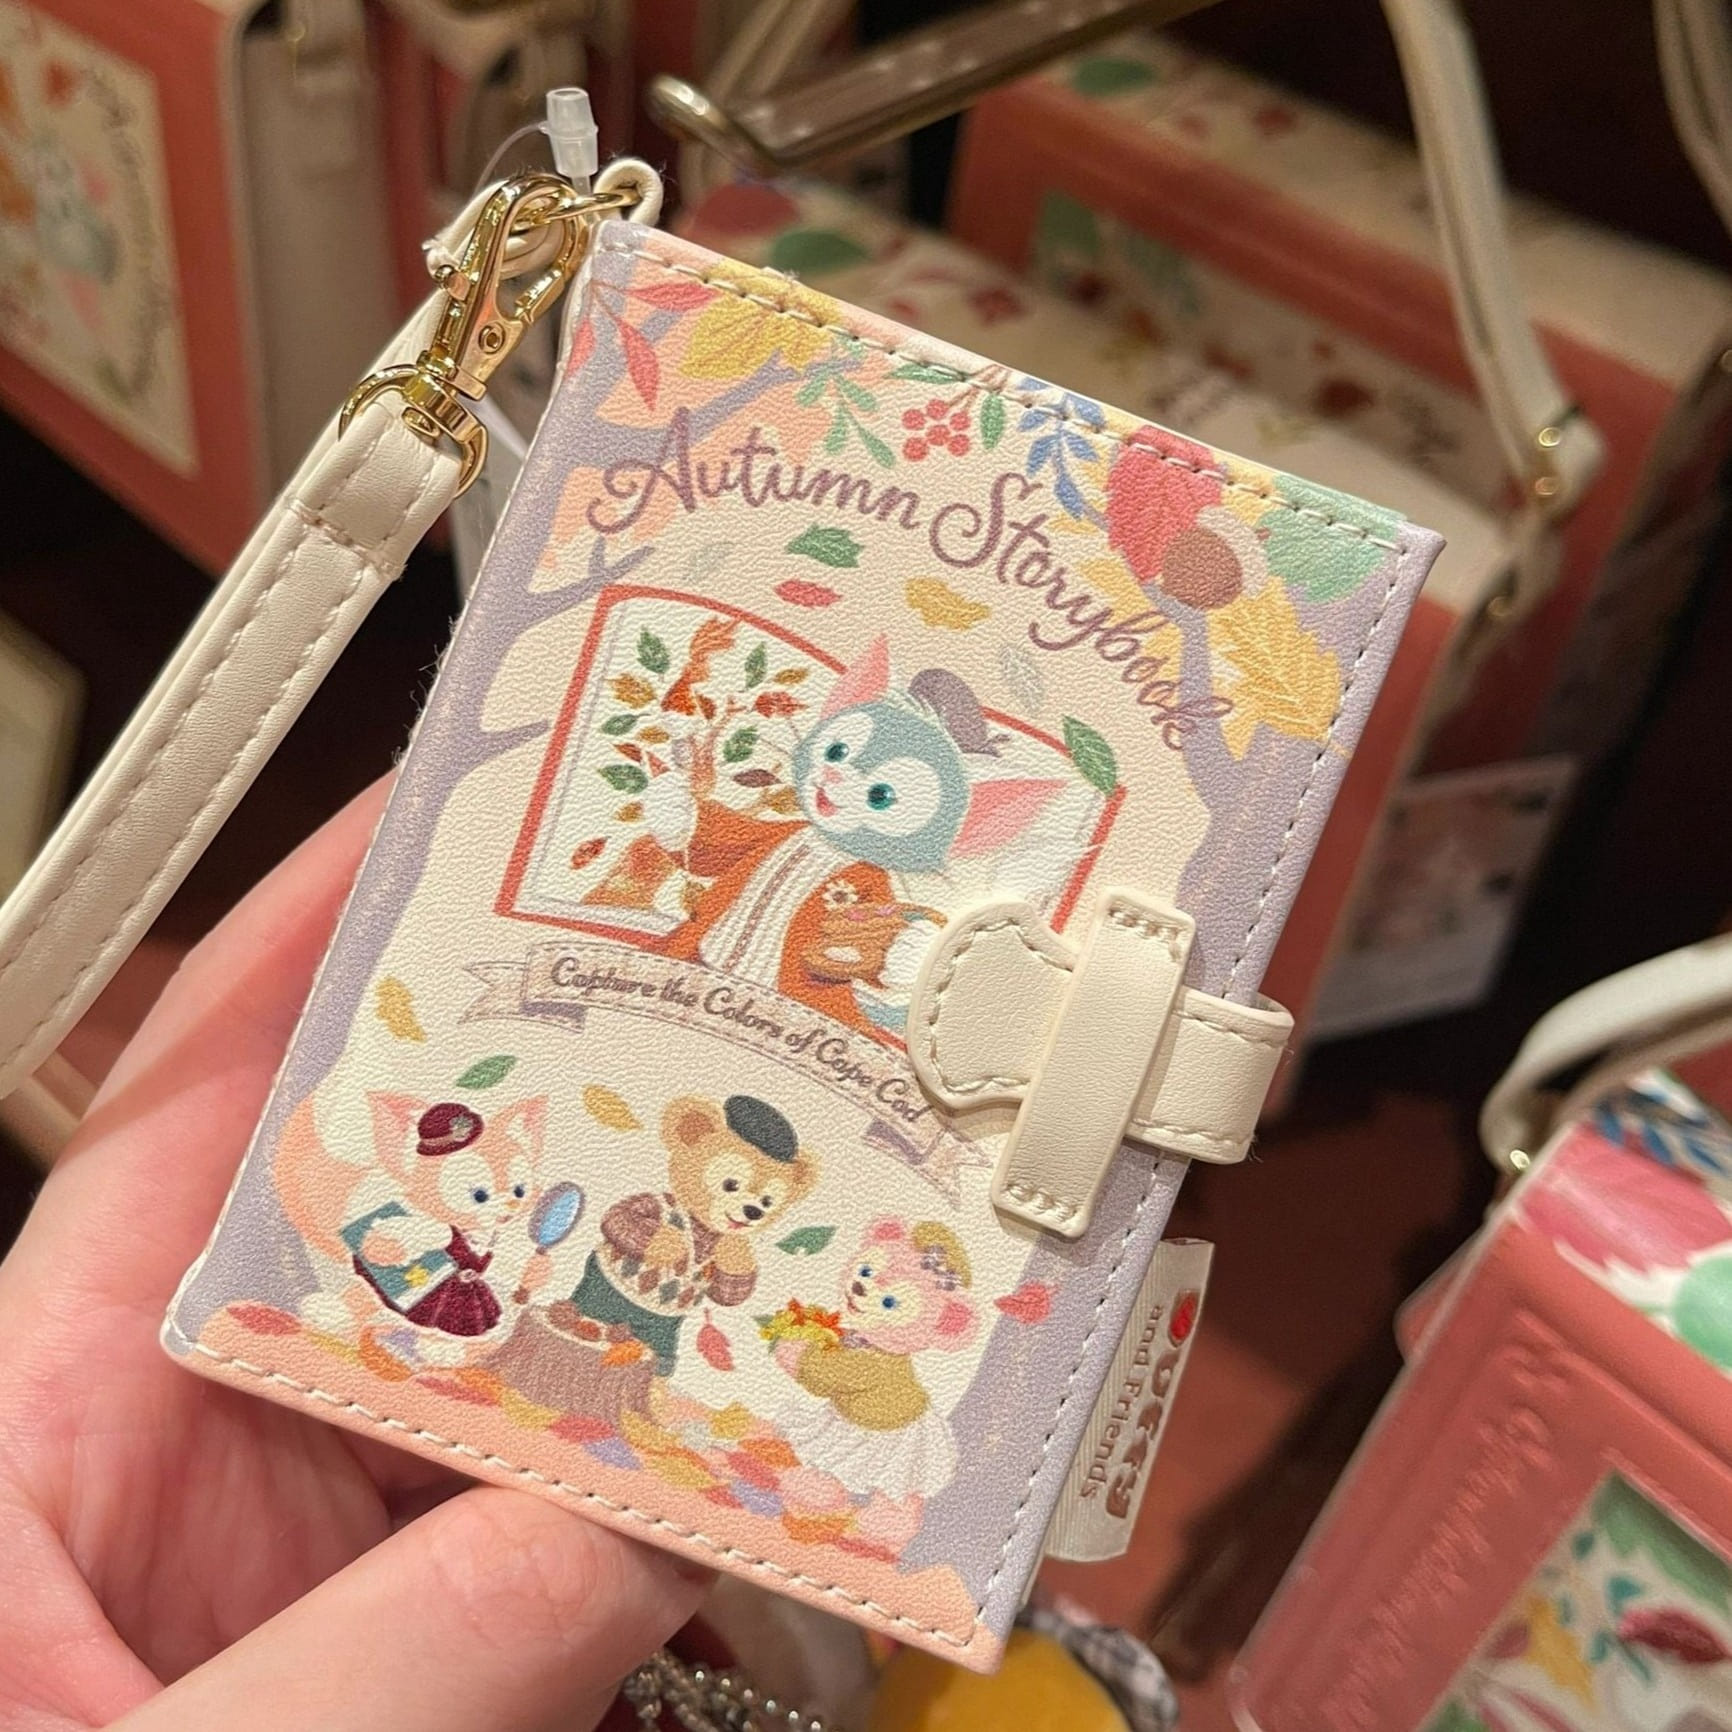 Autumn Storybook
Capture the Colors of Cape Cod
Duffy
and Friends